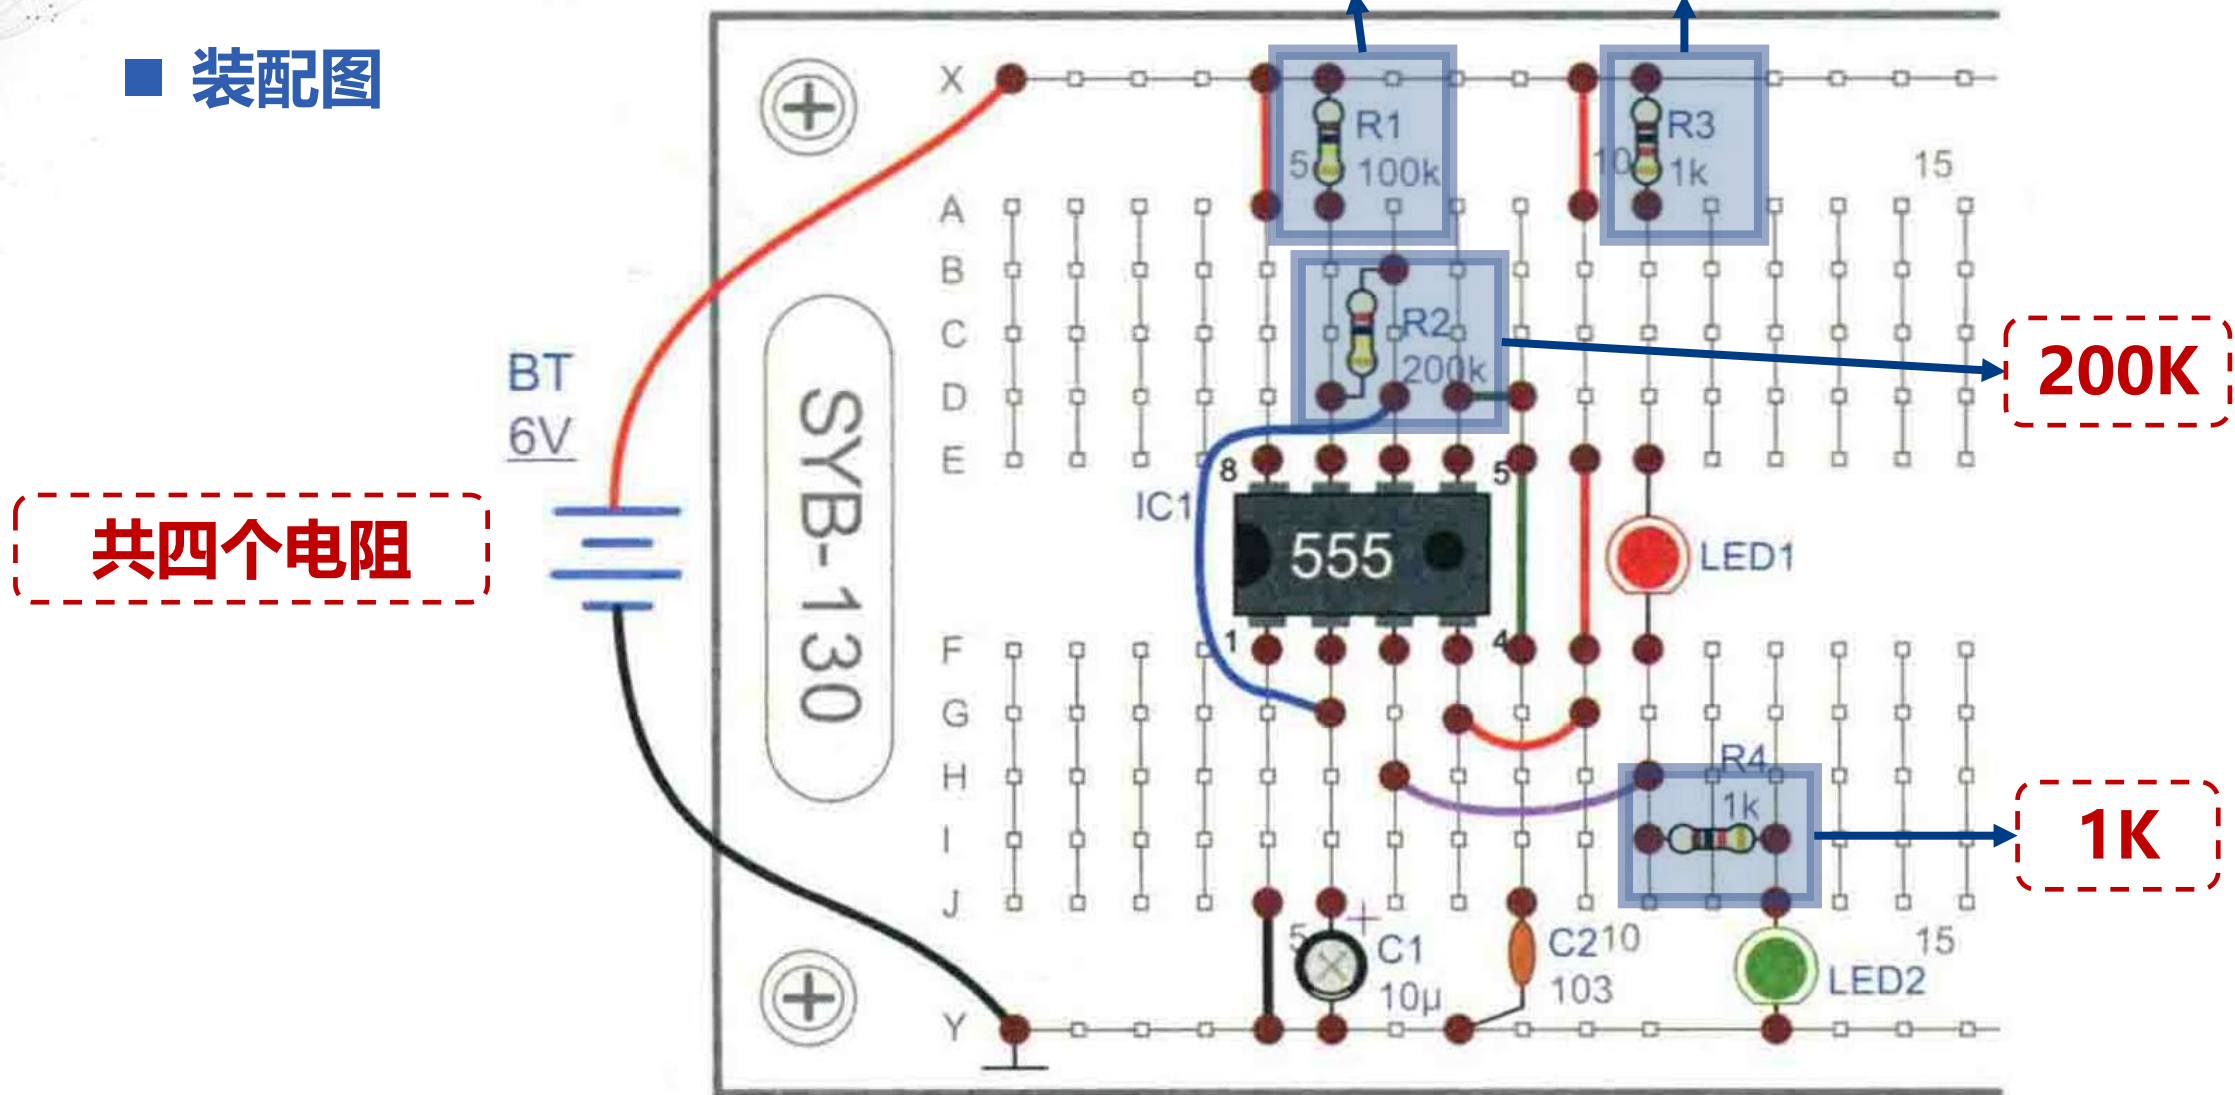 装配图
X
R1
R3
5
100k
10
1k
15
A
B
C
R2
200k
200K
BT
6V
D
E
8
5
IC1
555
LED1
共四个电阻
SYB-130
1
4
F
G
H
R4
1k
1K
I
J
+
5
C1
10μ
C2
10
103
15
LED2
Y